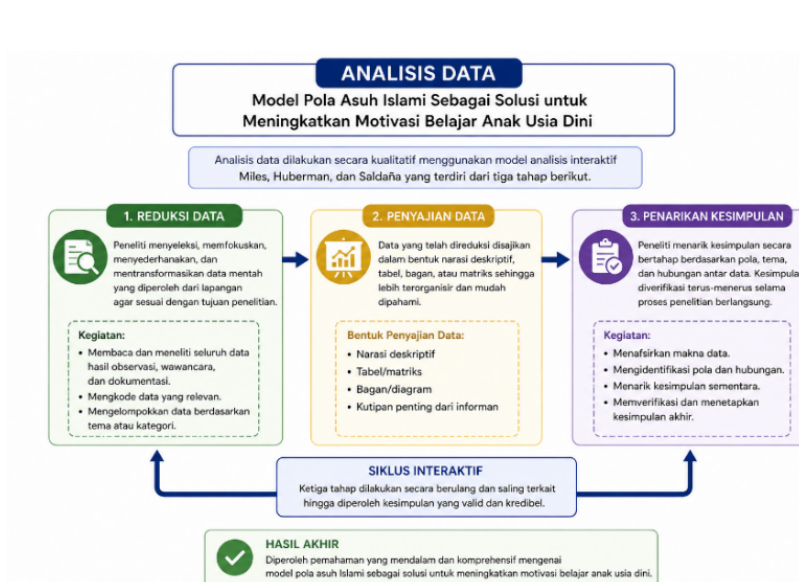 ANALISIS DATA
Model Pola Asuh Islami Sebagai Solusi untuk
Meningkatkan Motivasi Belajar Anak Usia Dini
Analisis data dilakukan secara kualitatif menggunakan model analisis interaktif
Miles, Huberman, dan Saldaña yang terdiri dari tiga tahap berikut.
1. REDUKSI DATA
Peneliti menyeleksi, memfokuskan,
menyederhanakan, dan
mentransformasikan data mentah
yang diperoleh dari lapangan
agar sesuai dengan tujuan penelitian.
Kegiatan:
• Membaca dan meneliti seluruh data
hasil observasi, wawancara,
dan dokumentasi.
• Mengkode data yang relevan.
• Mengelompokkan data berdasarkan
tema atau kategori.
2. PENYAJIAN DATA
Data yang telah direduksi disajikan
dalam bentuk narasi deskriptif,
tabel, bagan, atau matriks sehingga
lebih terorganisir dan mudah
dipahami.
Bentuk Penyajian Data:
• Narasi deskriptif
• Tabel/matriks
• Bagan/diagram
• Kutipan penting dari informan
3. PENARIKAN KESIMPULAN
Peneliti menarik kesimpulan secara
bertahap berdasarkan pola, tema,
dan hubungan antar data. Kesimpula
diverifikasi terus-menerus selama
proses penelitian berlangsung.
Kegiatan:
• Menafsirkan makna data.
• Mengidentifikasi pola dan hubungan.
• Menarik kesimpulan sementara.
• Memverifikasi dan menetapkan
kesimpulan akhir.
SIKLUS INTERAKTIF
Ketiga tahap dilakukan secara berulang dan saling terkait
hingga diperoleh kesimpulan yang valid dan kredibel.
HASIL AKHIR
Diperoleh pemahaman yang mendalam dan komprehensif mengenai
model pola asuh Islami sebagai solusi untuk meningkatkan motivasi belajar anak usia dini.